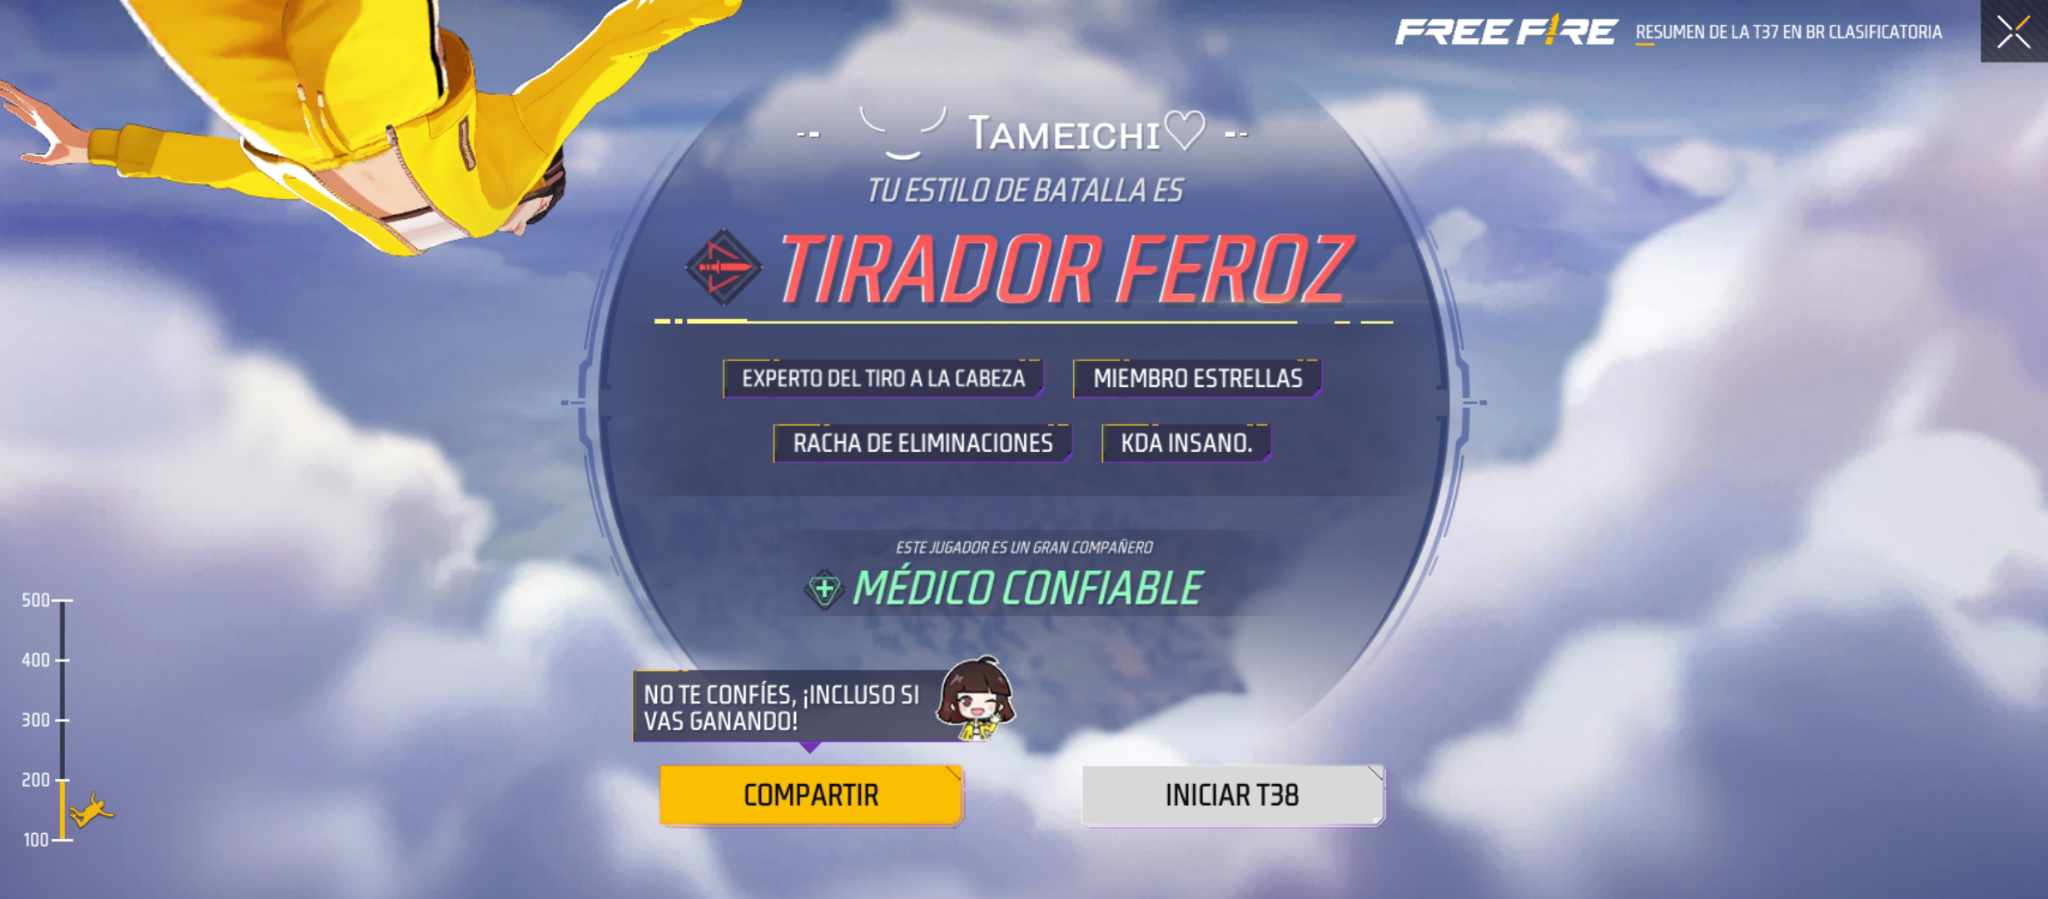 FREE FIRE
RESUMEN DE LA T37 EN BR CLASIFICATORIA
Tameichi♡
TU ESTILO DE BATALLA ES
TIRADOR FEROZ
EXPERTO DEL TIRO A LA CABEZA
MIEMBRO ESTRELLAS
RACHA DE ELIMINACIONES
KDA INSANO.
ESTE JUGADOR ES UN GRAN COMPAÑERO
MÉDICO CONFIABLE
NO TE CONFÍES, ¡INCLUSO SI
VAS GANANDO!
COMPARTIR
INICIAR T38
500
400
300
200
100